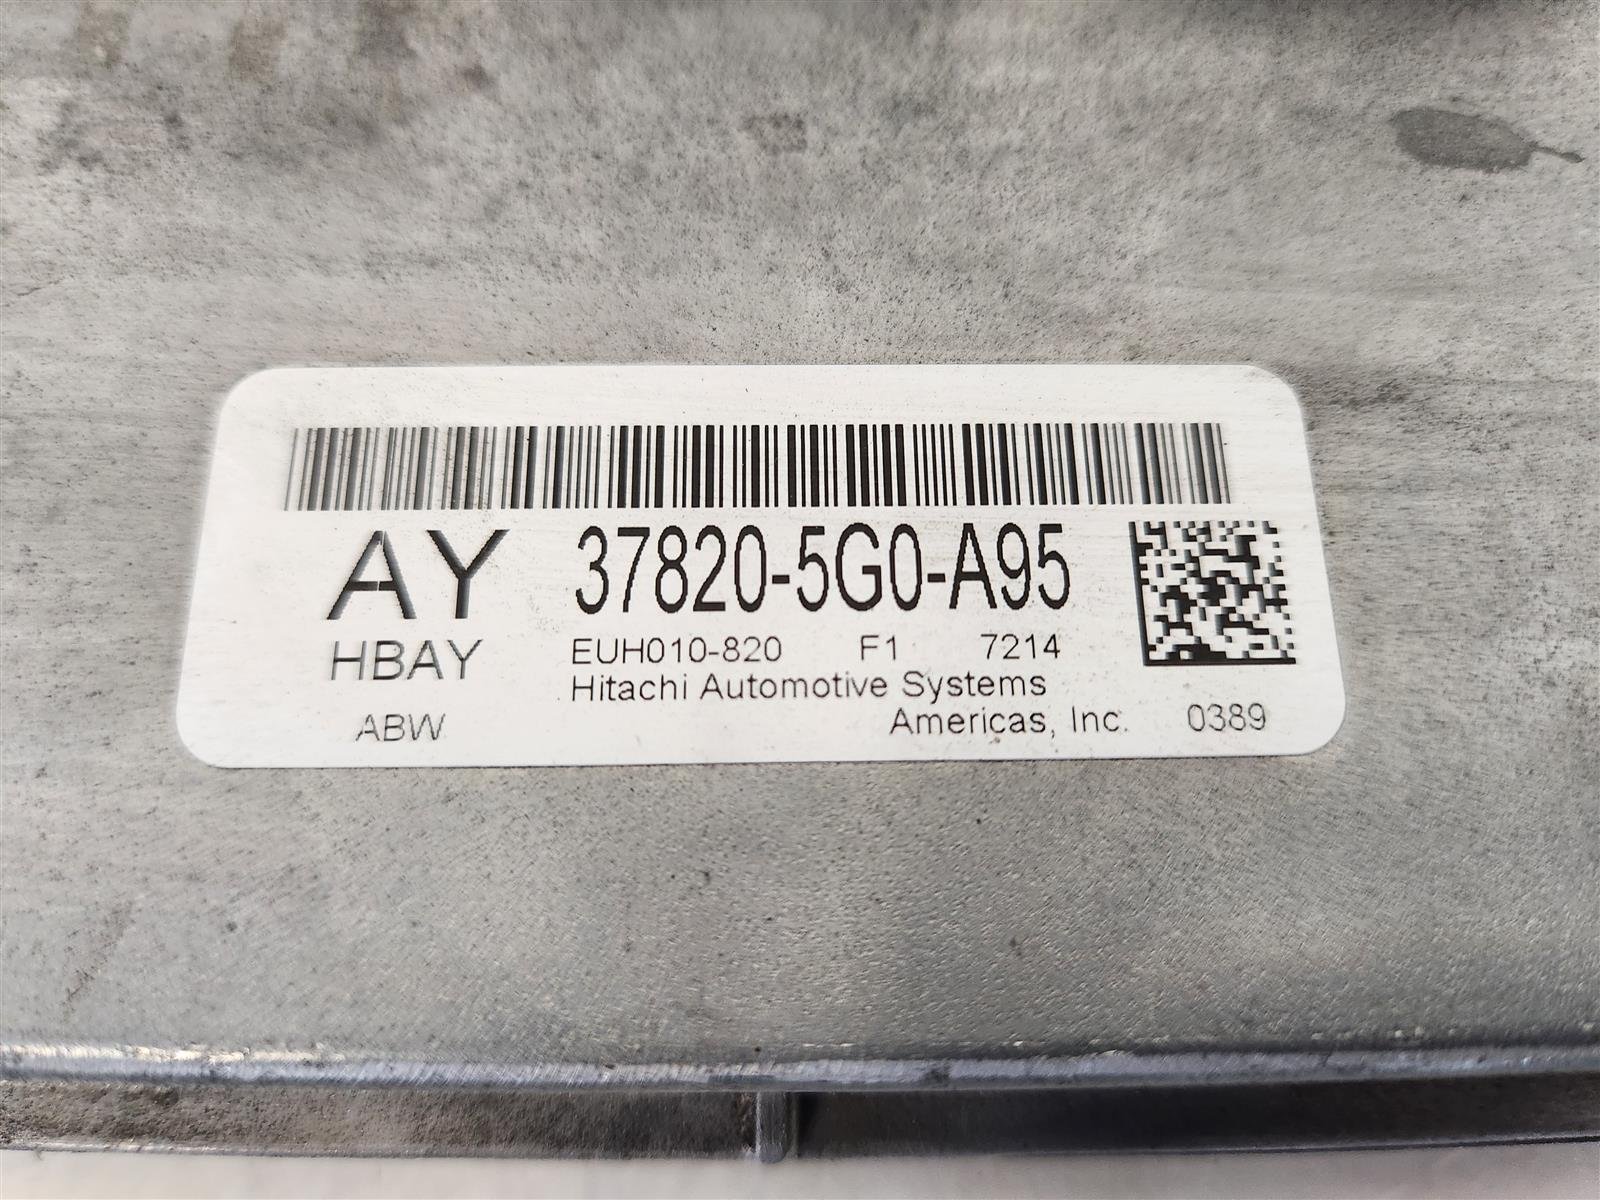 AY 37820-5G0-A95
HBAY EUH010-820 F1 7214
Hitachi Automotive Systems
ABW Americas, Inc. 0389